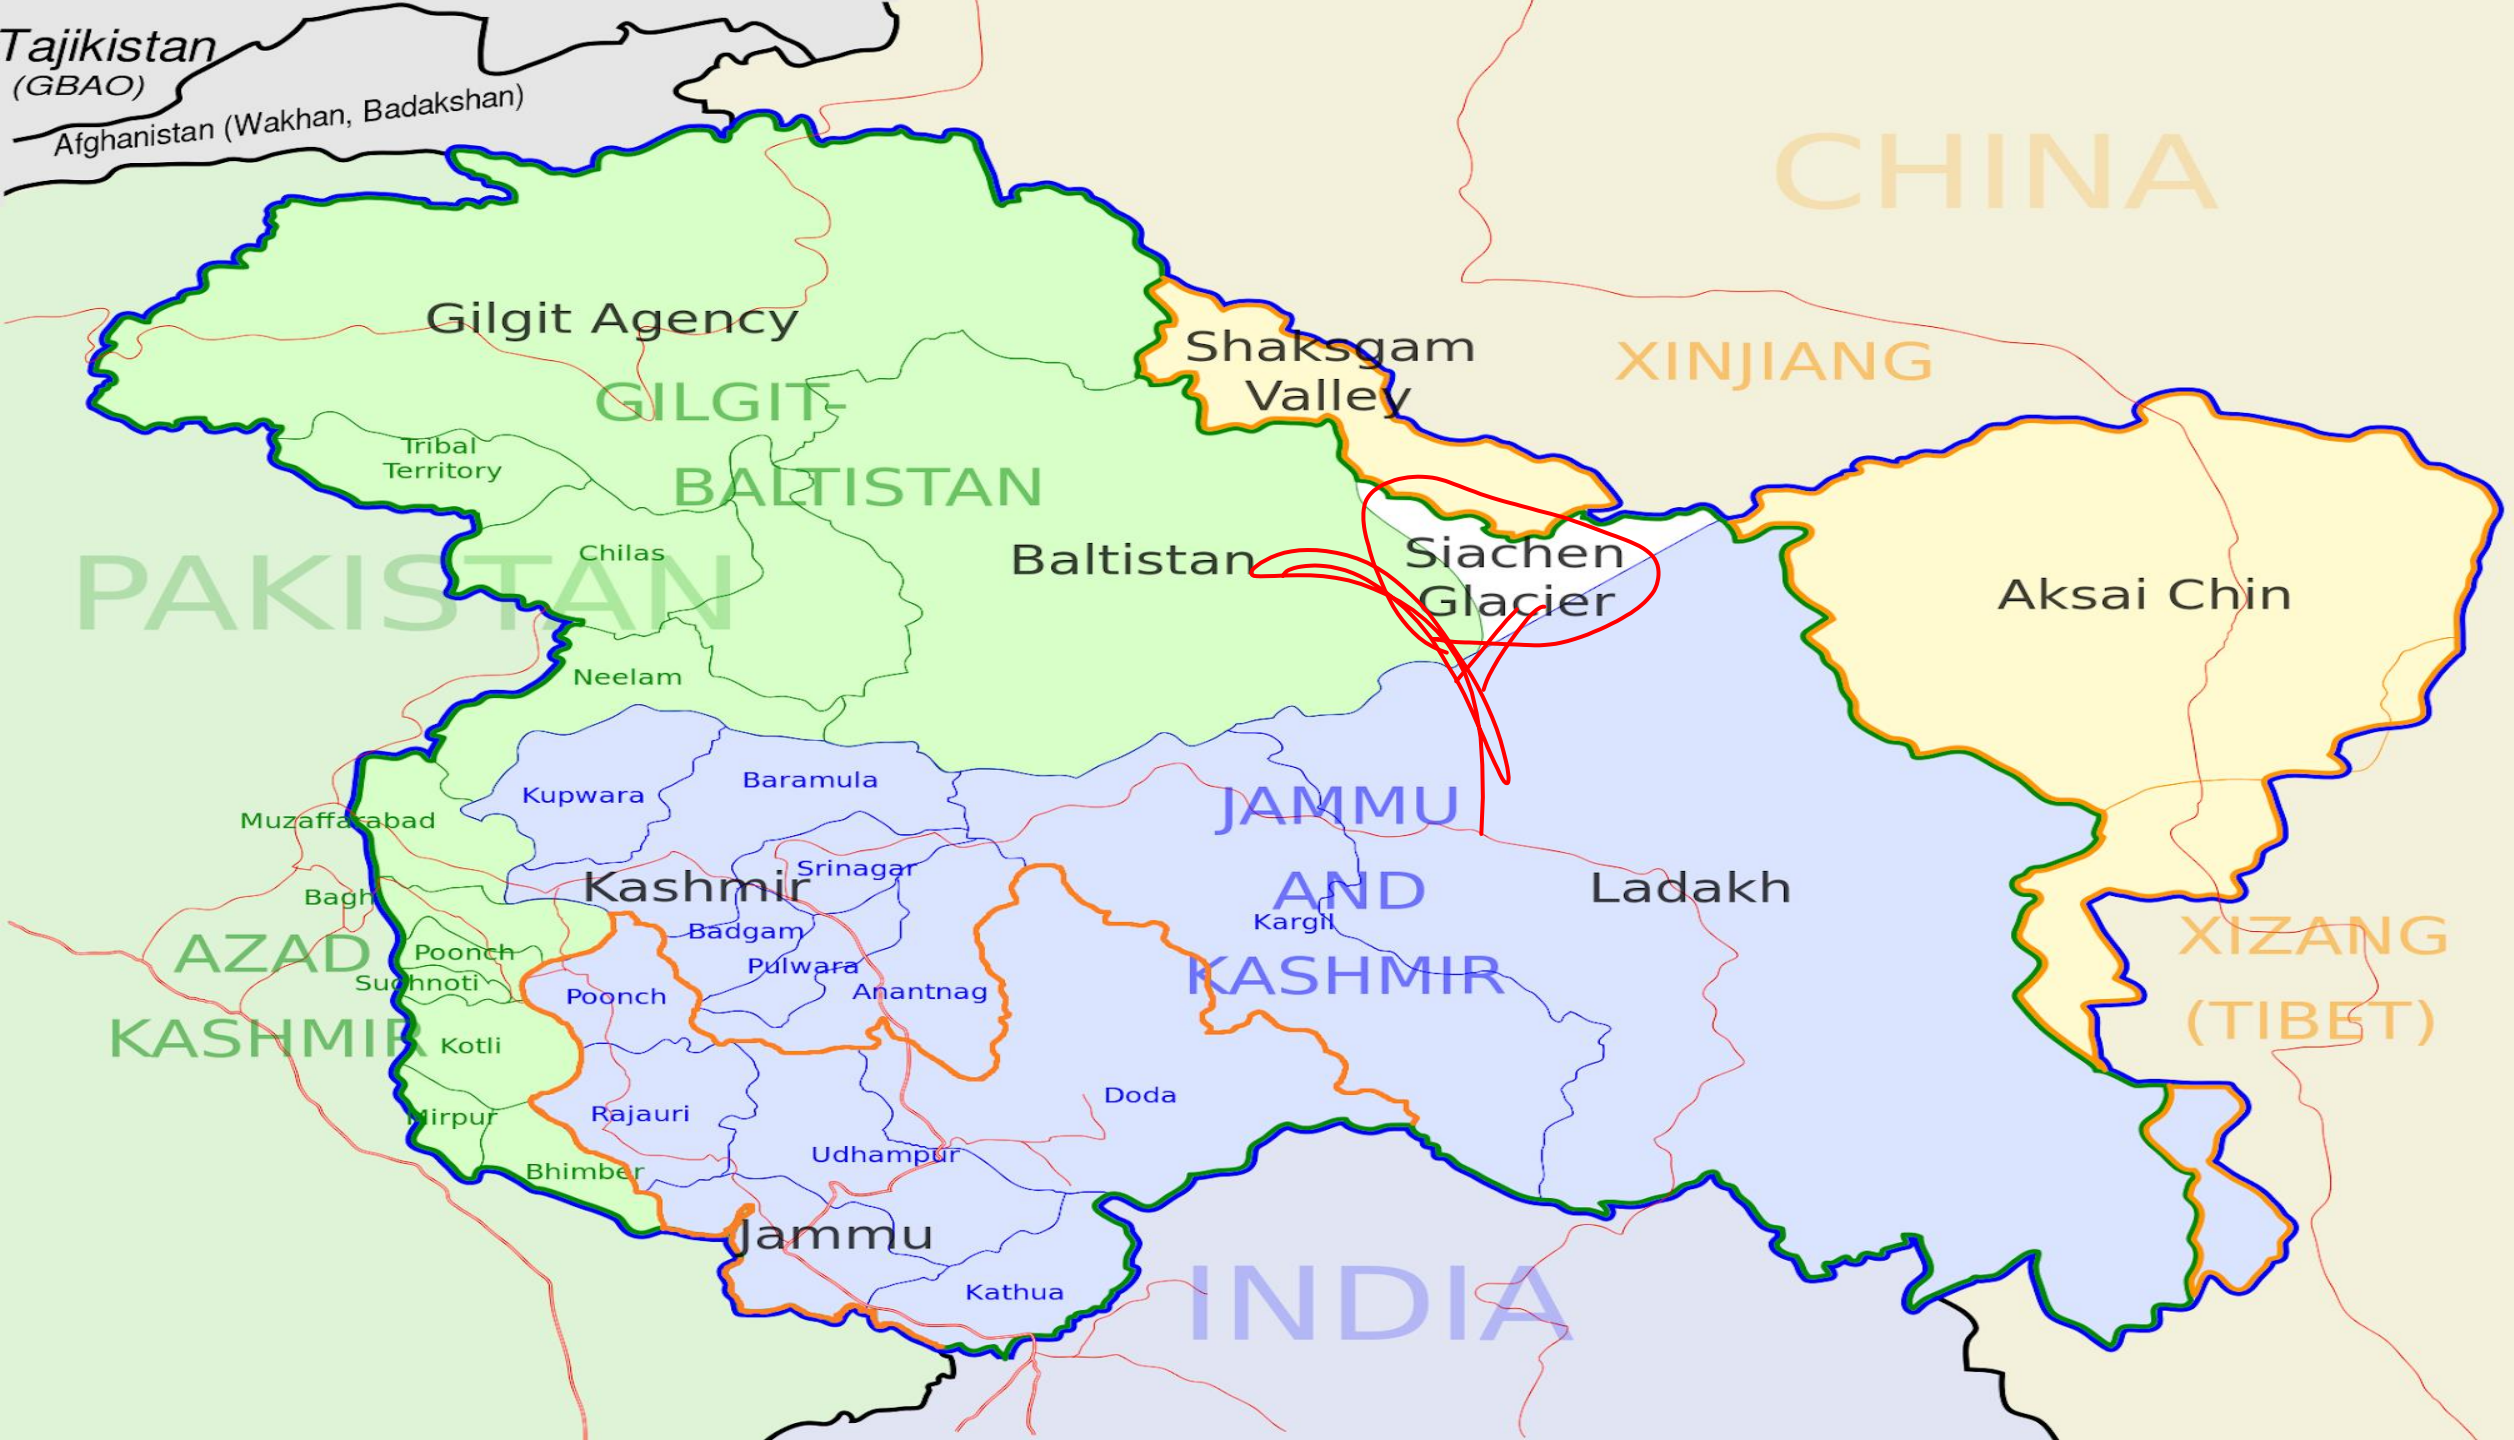 Tajikistan
(GBAO)
Afghanistan (Wakhan, Badakshan)
CHINA
Gilgit Agency
Shaksgam
Valley
XINJIANG
GILGIT-
BALTISTAN
Tribal
Territory
PAKISTAN
Chilas
Baltistan
Siachen
Glacier
Aksai Chin
Neelam
Kupwara
Baramula
JAMMU
AND
KASHMIR
Muzaffarabad
Srinagar
Kashmir
Ladakh
Bagh
Kargil
Badgam
AZAD
KASHMIR
Poonch
Sudhnoti
Pulwara
Poonch
Anantnag
XIZANG
(TIBET)
Kotli
Doda
Mirpur
Rajauri
Udhampur
Bhimber
Jammu
Kathua
INDIA